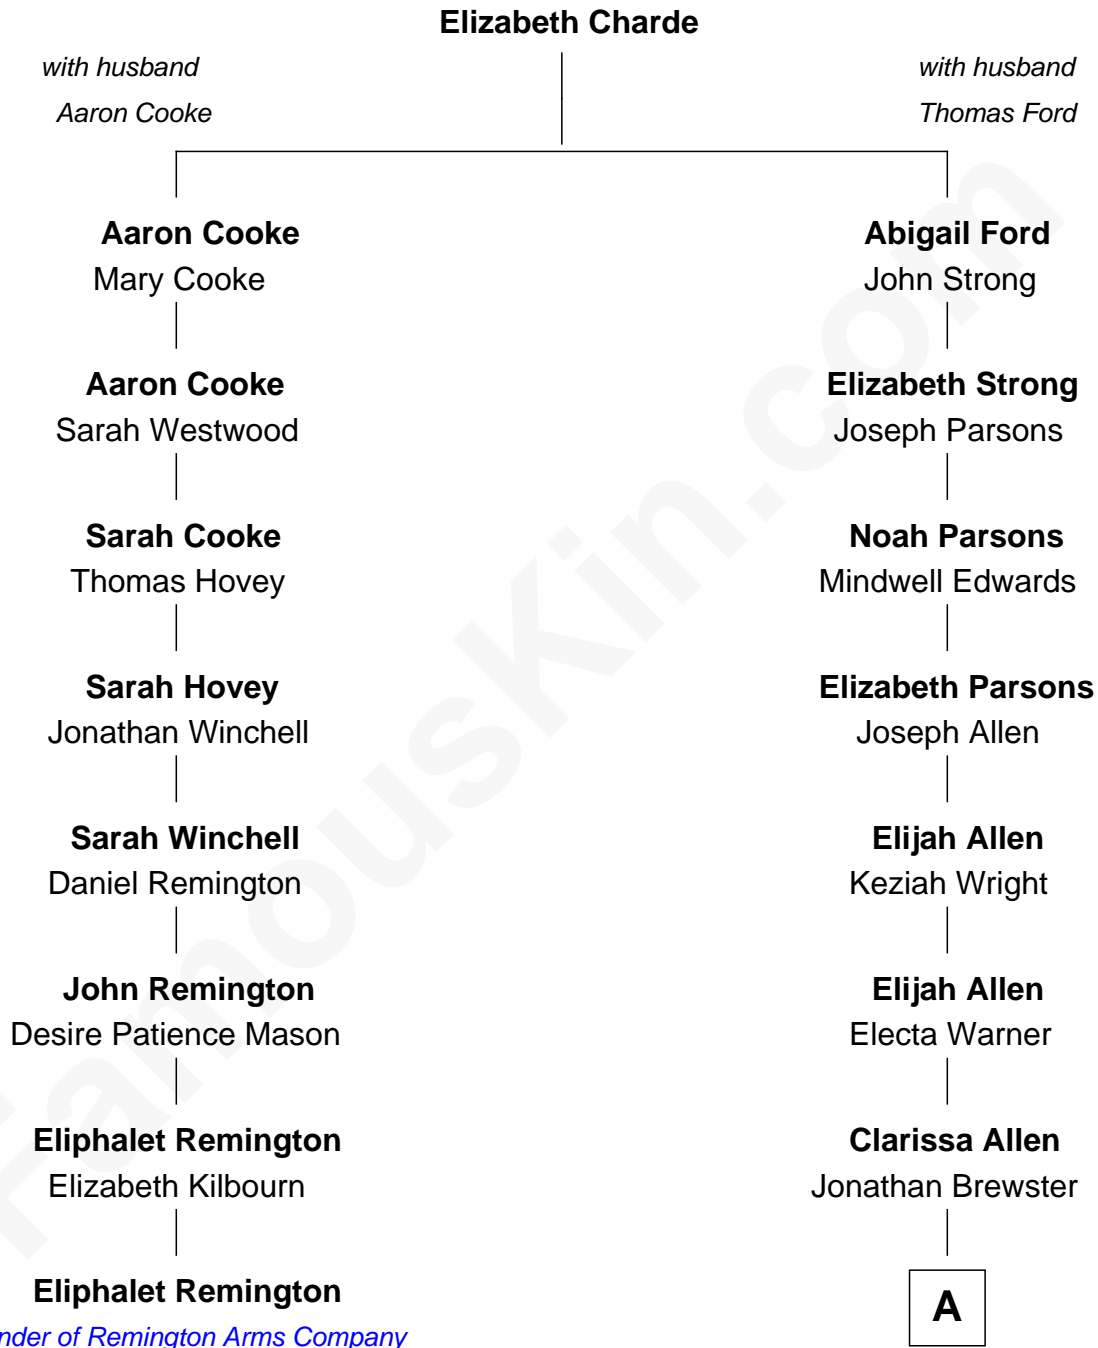 Elizabeth Charde
with husband
Aaron Cooke
with husband
Thomas Ford
Aaron Cooke
Mary Cooke
Abigail Ford
John Strong
Aaron Cooke
Sarah Westwood
Elizabeth Strong
Joseph Parsons
Sarah Cooke
Thomas Hovey
Noah Parsons
Mindwell Edwards
Sarah Hovey
Jonathan Winchell
Elizabeth Parsons
Joseph Allen
Sarah Winchell
Daniel Remington
Elijah Allen
Keziah Wright
John Remington
Desire Patience Mason
Elijah Allen
Electa Warner
Eliphalet Remington
Elizabeth Kilbourn
Clarissa Allen
Jonathan Brewster
Eliphalet Remington
nder of Remington Arms Company
A
FamousKin.com